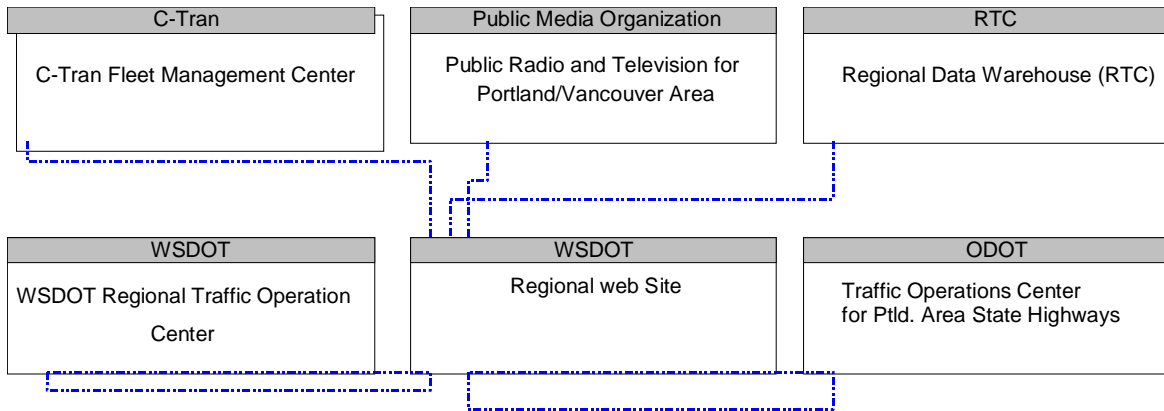 C-Tran
C-Tran Fleet Management Center
Public Media Organization
Public Radio and Television for
Portland/Vancouver Area
RTC
Regional Data Warehouse (RTC)
WSDOT
WSDOT Regional Traffic Operation
Center
WSDOT
Regional web Site
ODOT
Traffic Operations Center
for Ptld. Area State Highways